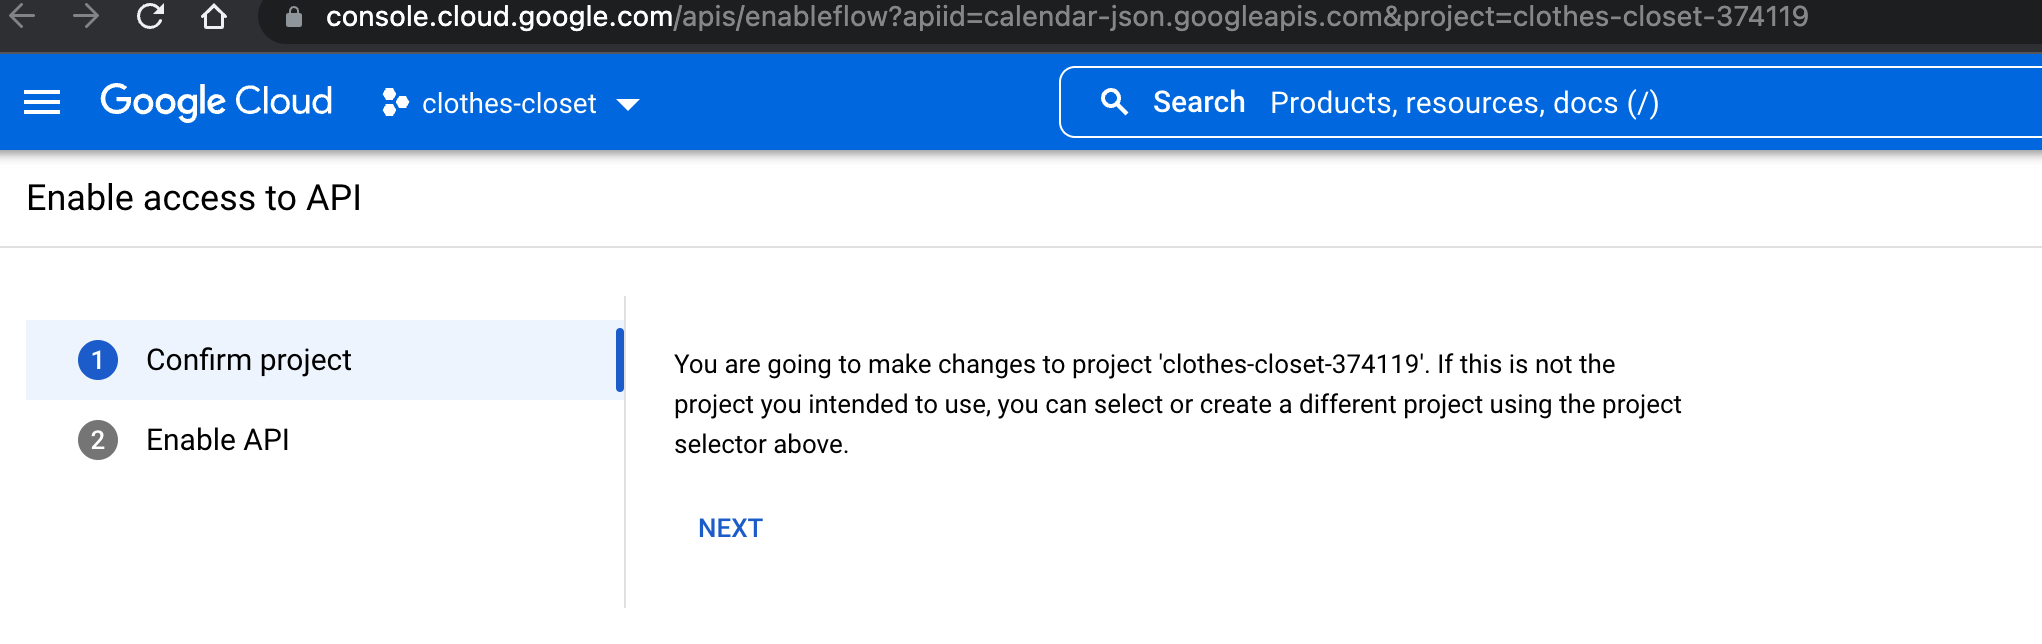 console.cloud.google.com/apis/enableflow?apiid=calendar-json.googleapis.com&project=clothes-closet-374119
Google Cloud clothes-closet Search Products, resources, docs (/)
Enable access to API
1 Confirm project
2 Enable API
You are going to make changes to project 'clothes-closet-374119'. If this is not the
project you intended to use, you can select or create a different project using the project
selector above.
NEXT